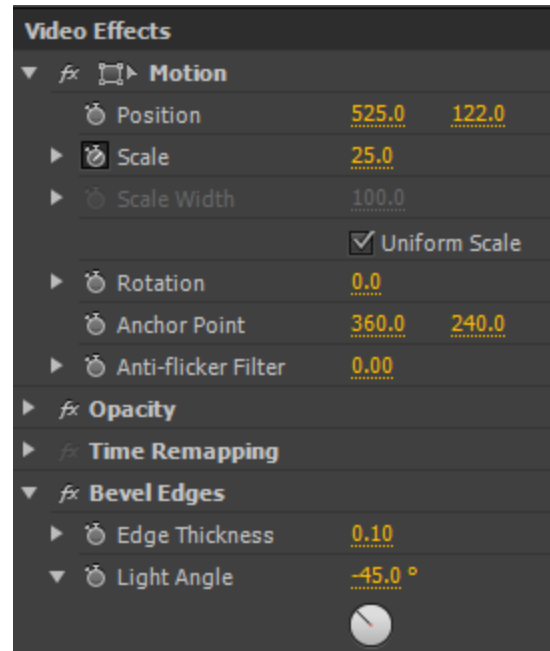 Video Effects
fx Motion
Position 525.0 122.0
Scale 25.0
Scale Width 100.0
Uniform Scale
Rotation 0.0
Anchor Point 360.0 240.0
Anti-flicker Filter 0.00
fx Opacity
fx Time Remapping
fx Bevel Edges
Edge Thickness 0.10
Light Angle -45.0 °